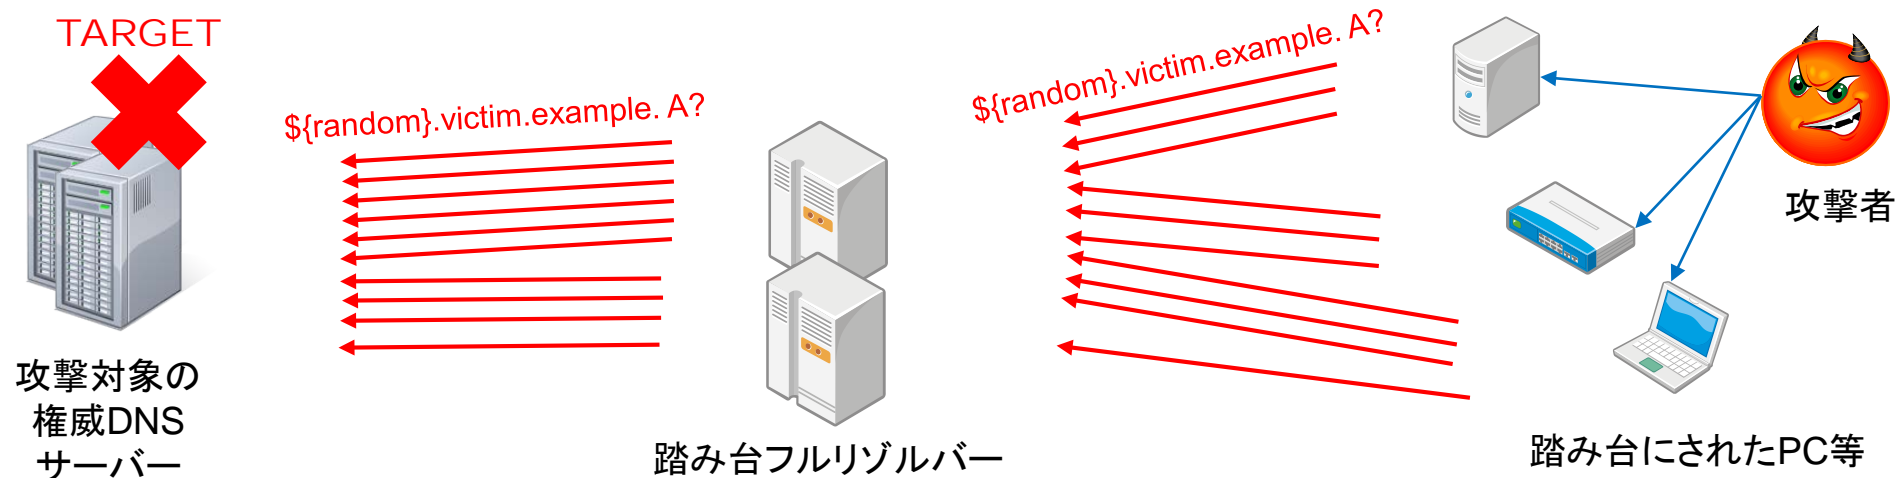 TARGET
${random}.victim.example. A?
${random}.victim.example. A?
攻撃者
攻撃対象の
権威DNS
サーバー
踏み台フルリゾルバー
踏み台にされたPC等